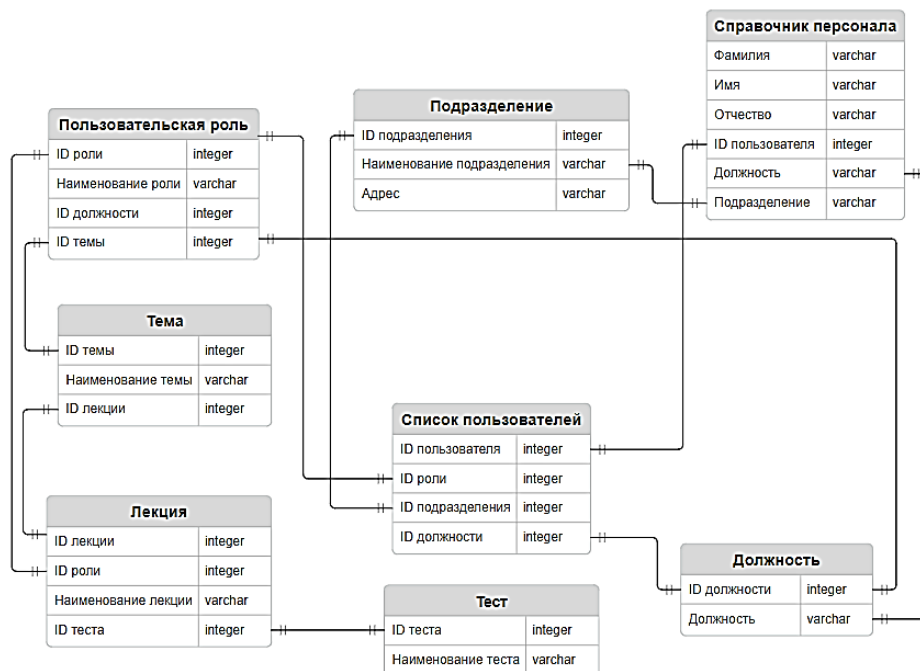 Справочник персонала
Фамилия varchar
Имя varchar
Отчество varchar
ID пользователя integer
Должность varchar
Подразделение varchar
Подразделение
ID подразделения integer
Наименование подразделения varchar
Адрес varchar
Пользовательская роль
ID роли integer
Наименование роли varchar
ID должности integer
ID темы integer
Тема
ID темы integer
Наименование темы varchar
ID лекции integer
Список пользователей
ID пользователя integer
ID роли integer
ID подразделения integer
ID должности integer
Лекция
ID лекции integer
ID роли integer
Наименование лекции varchar
ID теста integer
Должность
ID должности integer
Должность varchar
Тест
ID теста integer
Наименование теста varchar